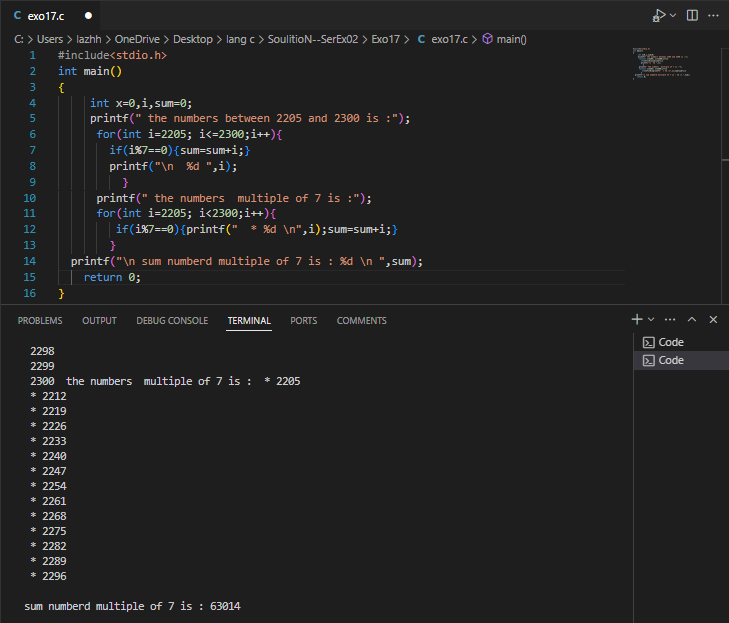 C exo17.c ●
C: > Users > lazhh > OneDrive > Desktop > lang c > SoulitioN--SerEx02 > Exo17 > C exo17.c > main()
1 #include<stdio.h>
2 int main()
3 {
4 int x=0,i,sum=0;
5 printf(" the numbers between 2205 and 2300 is :");
6 for(int i=2205; i<=2300;i++){
7 if(i%7==0){sum=sum+i;}
8 printf("\n  %d ",i);
9 }
10 printf(" the numbers  multiple of 7 is :");
11 for(int i=2205; i<2300;i++){
12 if(i%7==0){printf("  * %d \n",i);sum=sum+i;}
13 }
14 printf("\n sum numberd multiple of 7 is : %d \n ",sum);
15 return 0;
16 }
PROBLEMS OUTPUT DEBUG CONSOLE TERMINAL PORTS COMMENTS
2298
2299
2300  the numbers  multiple of 7 is :  * 2205
* 2212
* 2219
* 2226
* 2233
* 2240
* 2247
* 2254
* 2261
* 2268
* 2275
* 2282
* 2289
* 2296
sum numberd multiple of 7 is : 63014
Code
Code